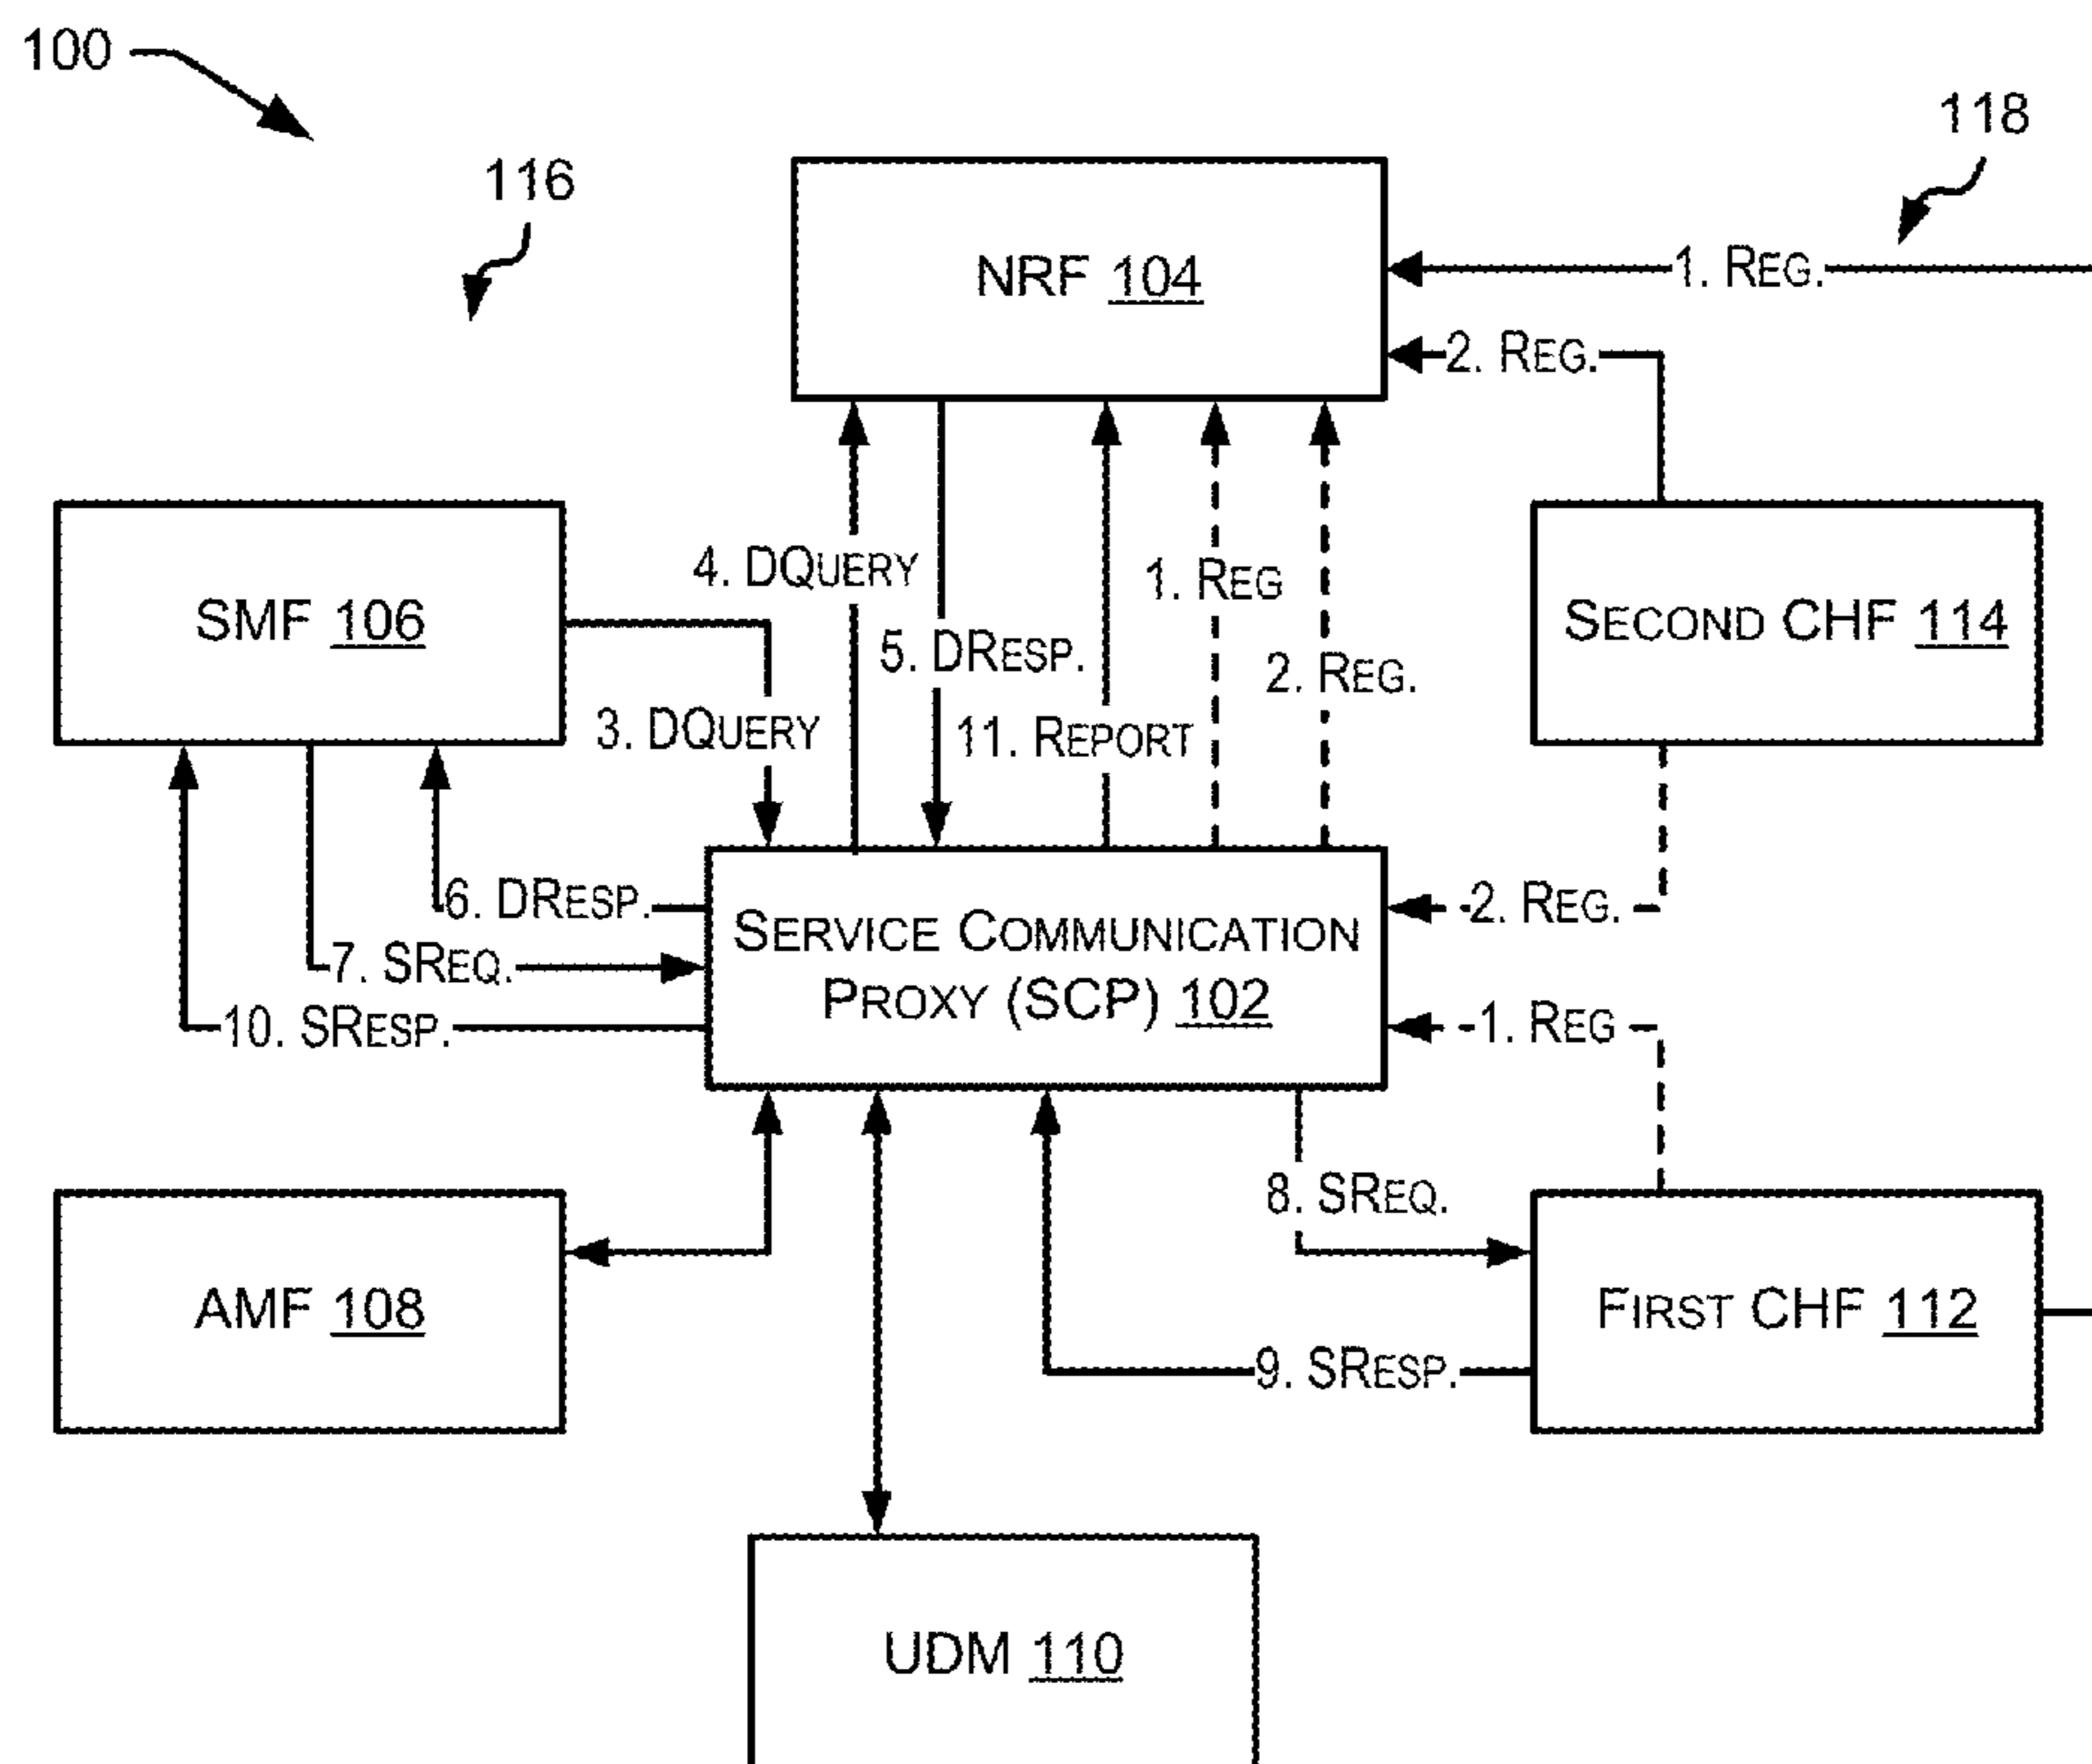 100
118
116
NRF 104
1. REG.
2. REG.
4. DQUERY
1. REG
SMF 106
SECOND CHF 114
5. DRESP.
2. REG.
3. DQUERY
11. REPORT
6. DRESP.
2. REG.
SERVICE COMMUNICATION
PROXY (SCP) 102
7. SREQ.
10. SRESP.
1. REG
8. SREQ.
AMF 108
FIRST CHF 112
9. SRESP.
UDM 110